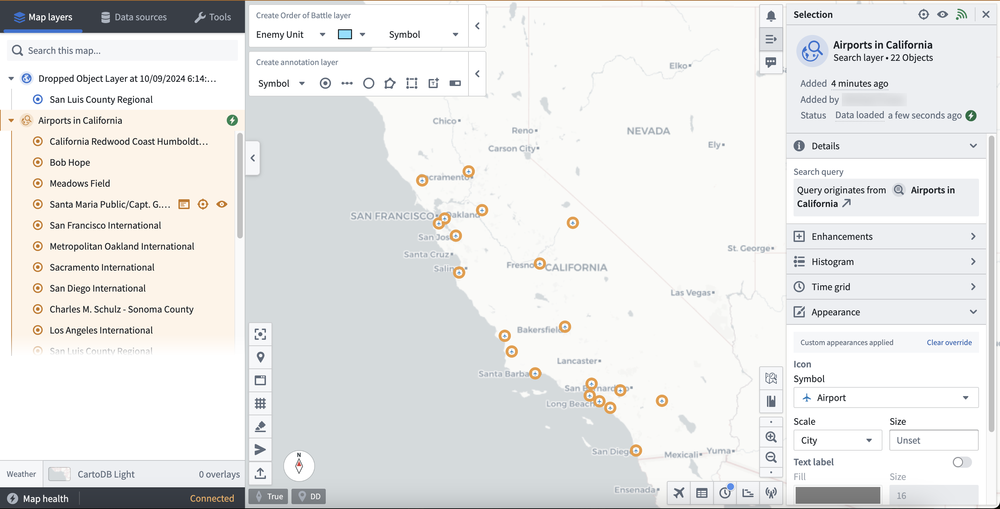 Map layers
Data sources
Tools
Search this map...
Dropped Object Layer at 10/09/2024 6:14:...
San Luis County Regional
Airports in California
California Redwood Coast Humboldt...
Bob Hope
Meadows Field
Santa Maria Public/Capt. G....
San Francisco International
Metropolitan Oakland International
Sacramento International
San Diego International
Charles M. Schulz - Sonoma County
Los Angeles International
San Luis County Regional
Weather
CartoDB Light
0 overlays
Map health
Connected
Create Order of Battle layer
Enemy Unit
Symbol
Create annotation layer
Symbol
T
Elko
Chico
Reno
NEVADA
Carson City
Ely
cramento
SAN FRANCISCO
Oakland
San Jos
Santa Cruz
St. George
Salin
Fresno
CALIFORNIA
Las Vegas
Bakersfield
Lancaster
Santa Barba
San B rnard o
Long Beach
San Dieg
Mexicali
Yuma
Ensenada
N
True
DD
Selection
Airports in California
Search layer • 22 Objects
Added 4 minutes ago
Added by
Status Data loaded a few seconds ago
Details
Search query
Query originates from Airports in
California
Enhancements
Histogram
Time grid
Appearance
Custom appearances applied
Clear override
Icon
Symbol
Airport
Scale
Size
City
Unset
Text label
Fill
Size
16